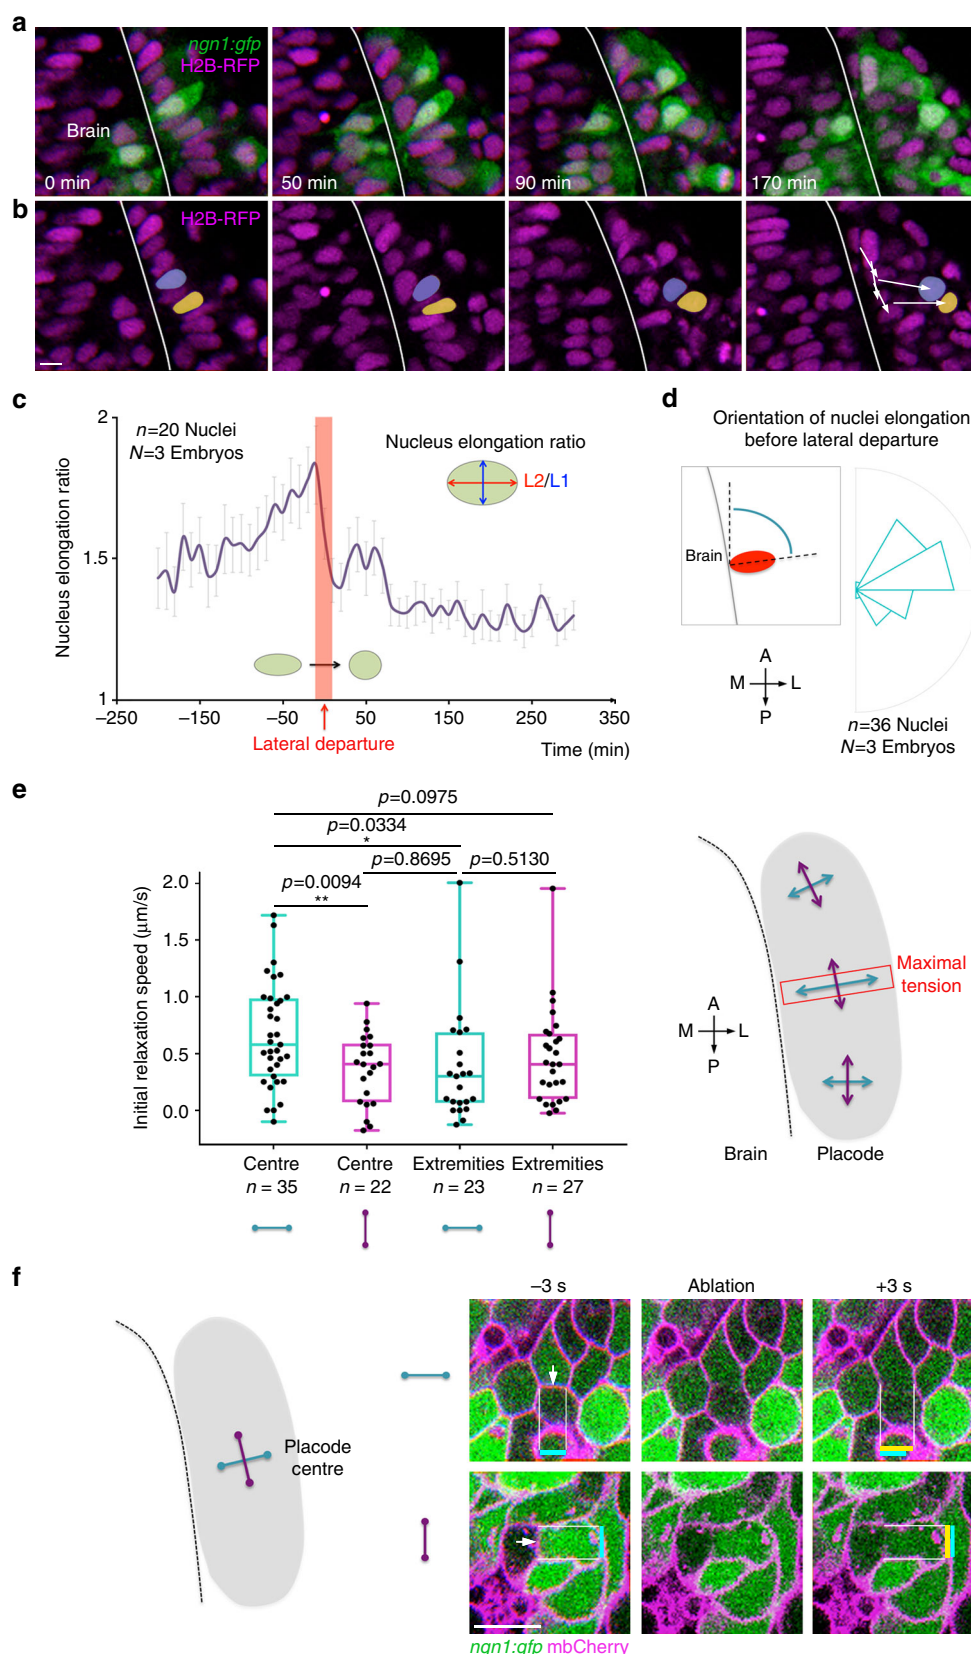 a
ngn1:gfp
H2B-RFP
Brain
0 min
50 min
90 min
170 min
b
H2B-RFP
c
n=20 Nuclei
N=3 Embryos
Nucleus elongation ratio
L2/L1
Nucleus elongation ratio
2
1.5
1
–250
–150
–50
50
150
250
350
Lateral departure
Time (min)
d
Orientation of nuclei elongation
before lateral departure
Brain
A
M
L
P
n=36 Nuclei
N=3 Embryos
e
p=0.0975
p=0.0334
*
p=0.8695
p=0.5130
p=0.0094
**
Initial relaxation speed (μm/s)
2.0
1.5
1.0
0.5
0.0
Centre
n = 35
Centre
n = 22
Extremities
n = 23
Extremities
n = 27
A
M
L
P
Maximal
tension
Brain
Placode
f
Placode
centre
–3 s
Ablation
+3 s
ngn1:gfp mbCherry